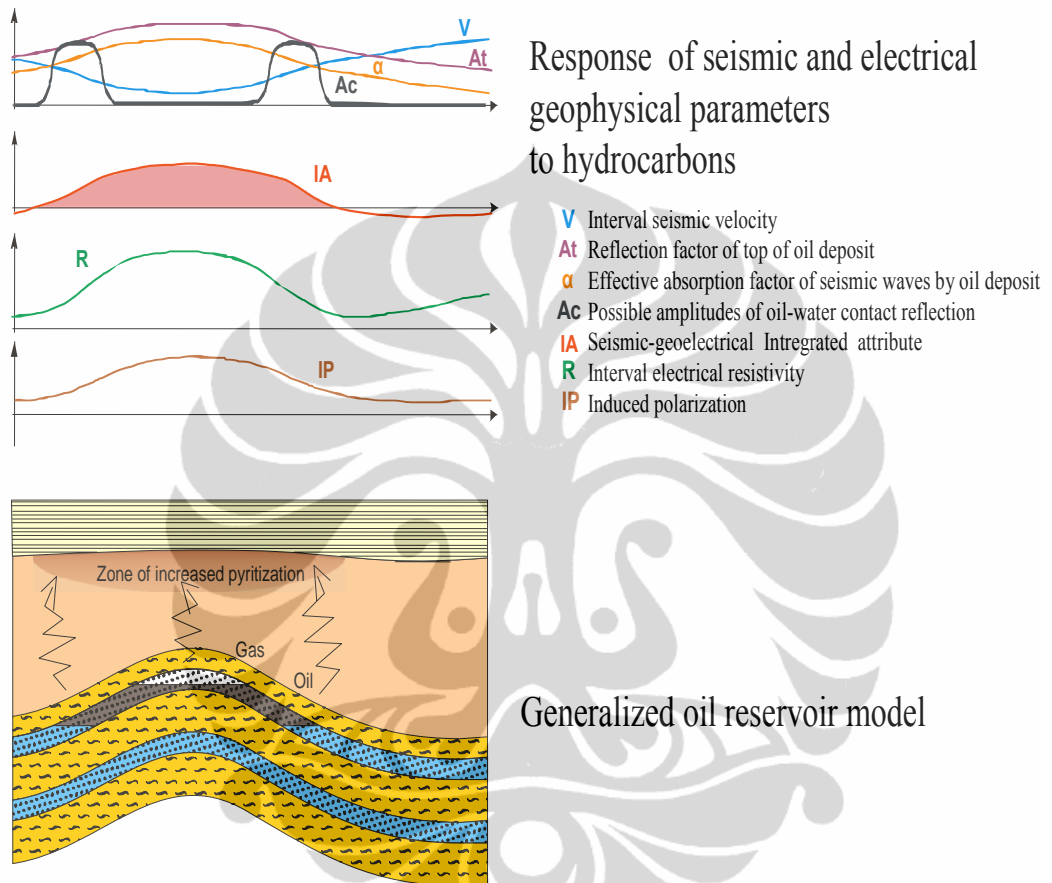 V
At
α
Ac
IA
R
IP
Response of seismic and electrical
geophysical parameters
to hydrocarbons
V Interval seismic velocity
At Reflection factor of top of oil deposit
α Effective absorption factor of seismic waves by oil deposit
Ac Possible amplitudes of oil-water contact reflection
IA Seismic-geoelectrical Intregrated attribute
R Interval electrical resistivity
IP Induced polarization
Zone of increased pyritization
Gas
Oil
Generalized oil reservoir model